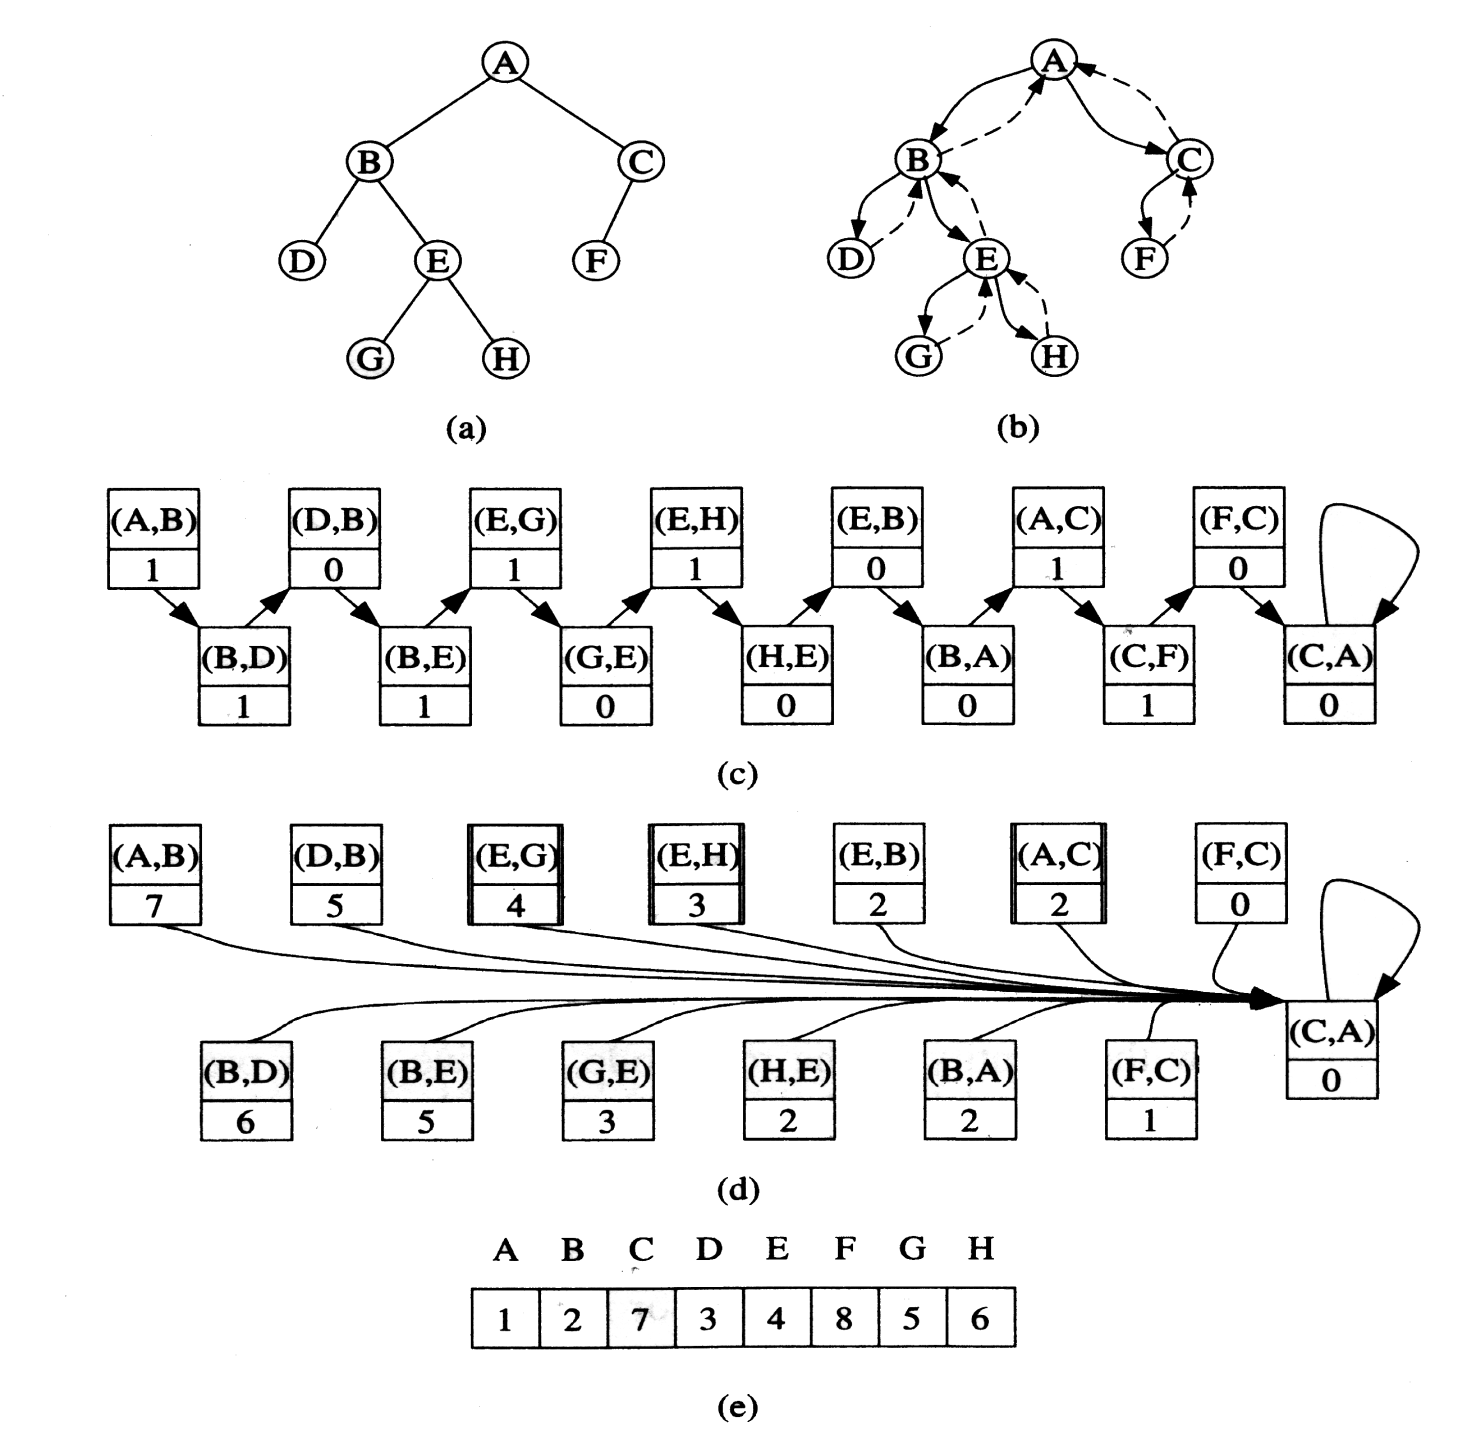 A A
B C B C
D E F D E F
G H G H
(a) (b)
(A,B) (D,B) (E,G) (E,H) (E,B) (A,C) (F,C)
1 0 1 1 0 1 0
(B,D) (B,E) (G,E) (H,E) (B,A) (C,F) (C,A)
1 1 0 0 0 1 0
(c)
(A,B) (D,B) (E,G) (E,H) (E,B) (A,C) (F,C)
7 5 4 3 2 2 0
(C,A)
0
(B,D) (B,E) (G,E) (H,E) (B,A) (F,C)
6 5 3 2 2 1
(d)
A B C D E F G H
1 2 7 3 4 8 5 6
(e)